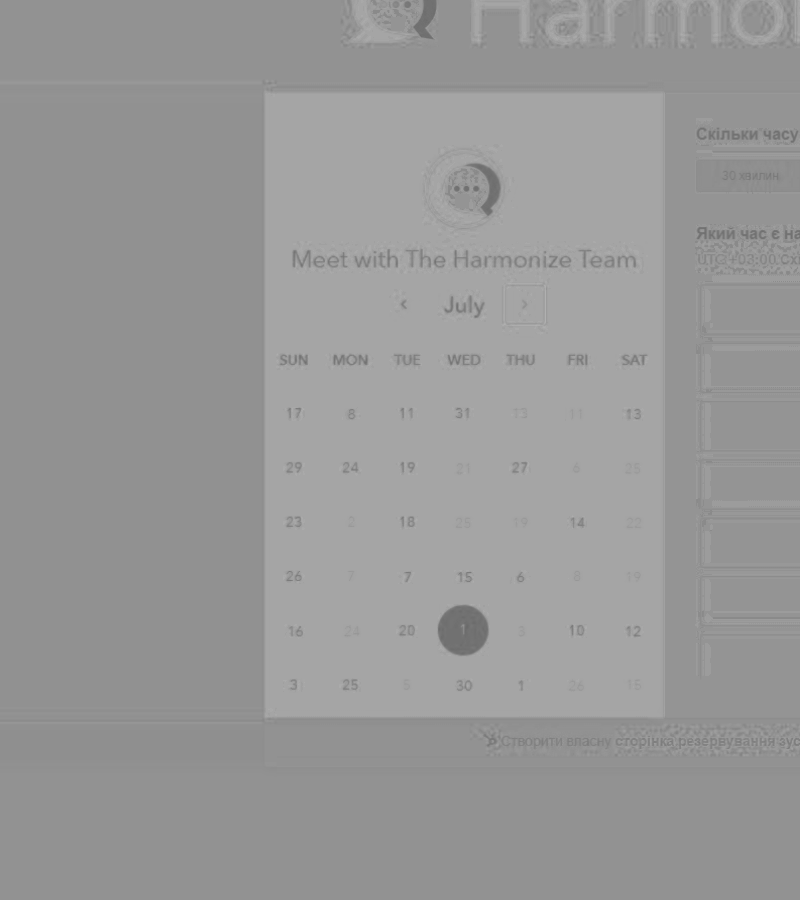 Harmo
Meet with The Harmonize Team
‹ July ›
SUN MON TUE WED THU FRI SAT
17 8 11 31 13 11 13
29 24 19 21 27 6 25
23 2 18 25 19 14 22
26 7 7 15 6 8 19
16 24 20 1 3 10 12
3 25 5 30 1 26 15
Скільки часу
30 хвилин
Який час є на
UTC+03:00 Сх
Створити власну сторінка резервування зус